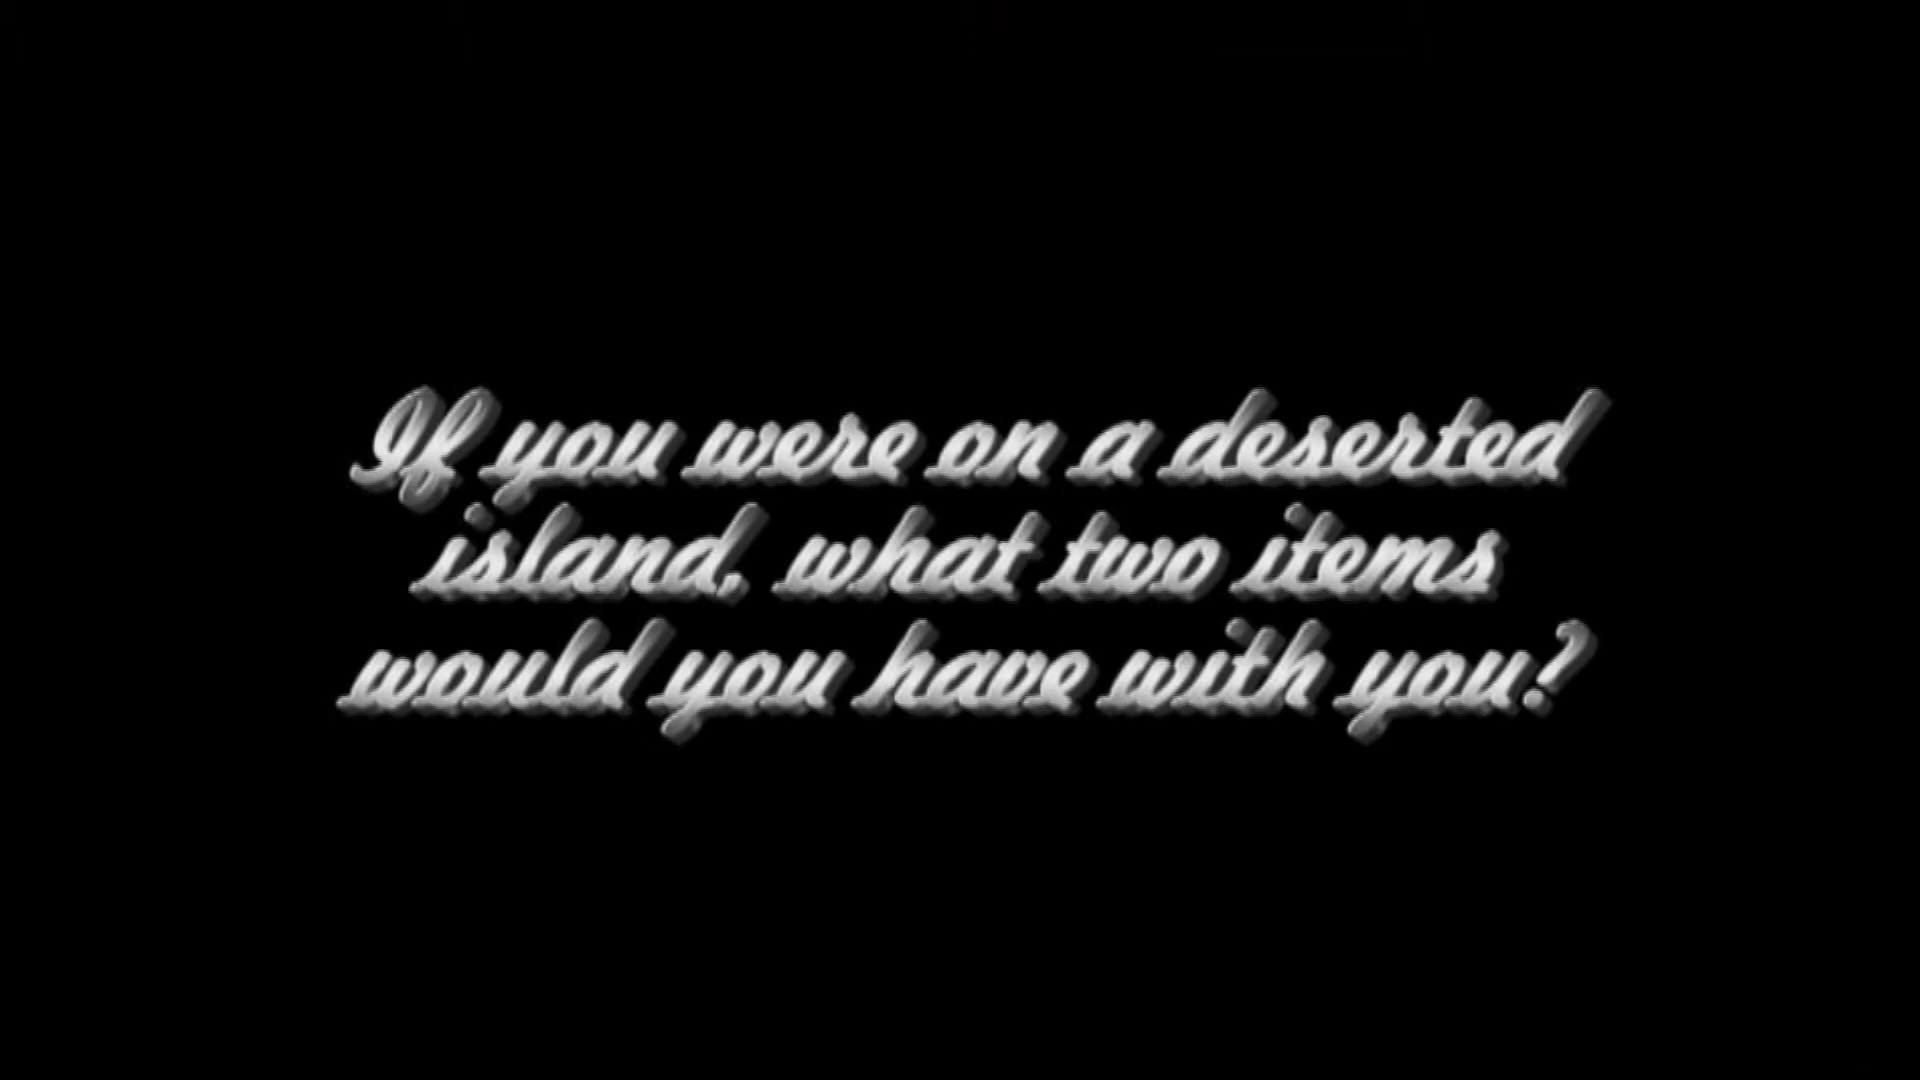 If you were on a deserted
island, what two items
would you have with you?